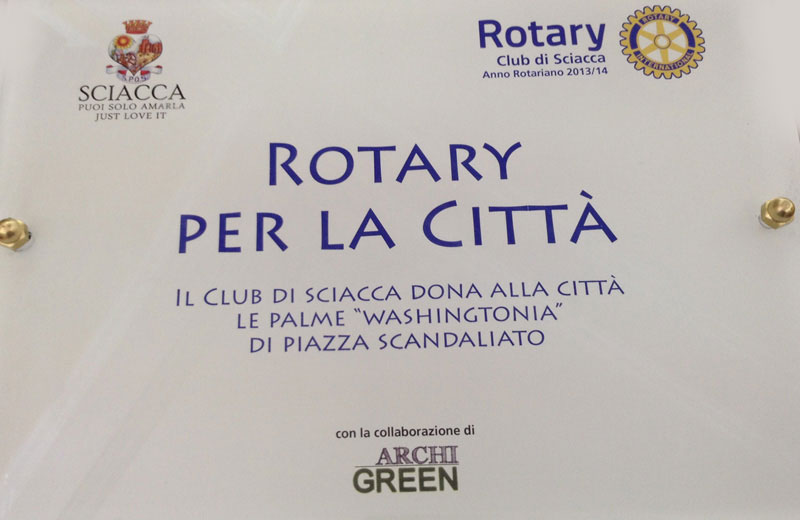 SCIACCA
PUOI SOLO AMARLA
JUST LOVE IT
Rotary
Club di Sciacca
Anno Rotariano 2013/14
ROTARY
INTERNATIONAL
ROTARY
PER LA CITTÀ
IL CLUB DI SCIACCA DONA ALLA CITTÀ
LE PALME "WASHINGTONIA"
DI PIAZZA SCANDALIATO
con la collaborazione di
ARCHI
GREEN